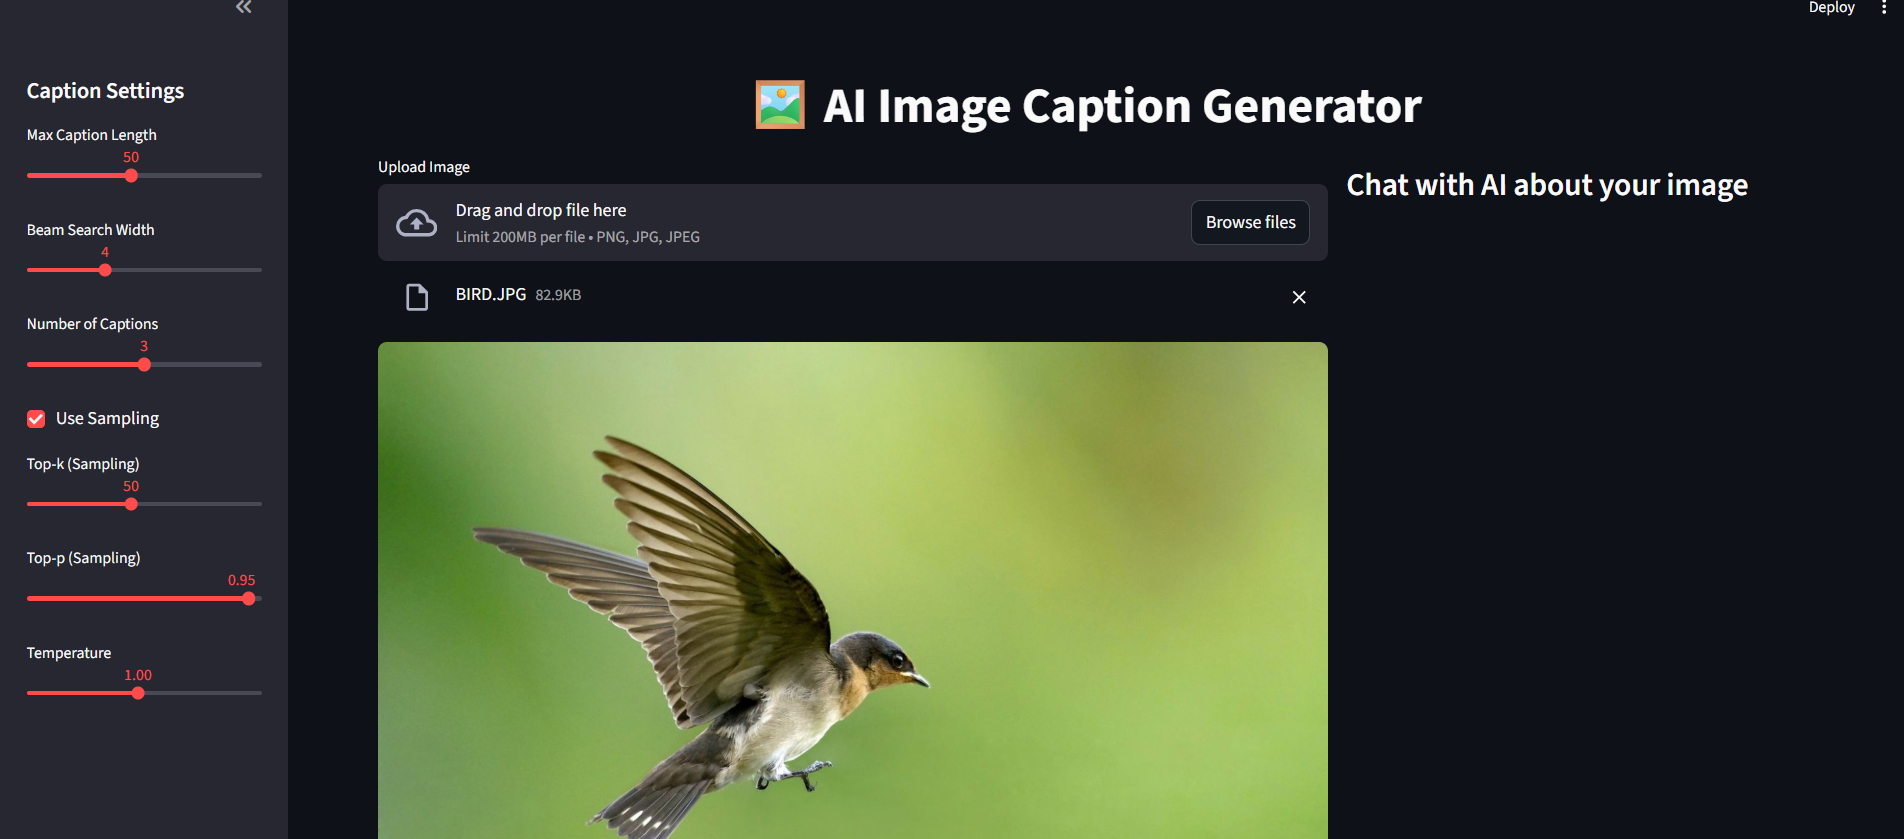 Deploy
Caption Settings
Max Caption Length
50
Beam Search Width
4
Number of Captions
3
Use Sampling
Top-k (Sampling)
50
Top-p (Sampling)
0.95
Temperature
1.00
AI Image Caption Generator
Upload Image
Drag and drop file here
Limit 200MB per file • PNG, JPG, JPEG
Browse files
BIRD.JPG 82.9KB
Chat with AI about your image